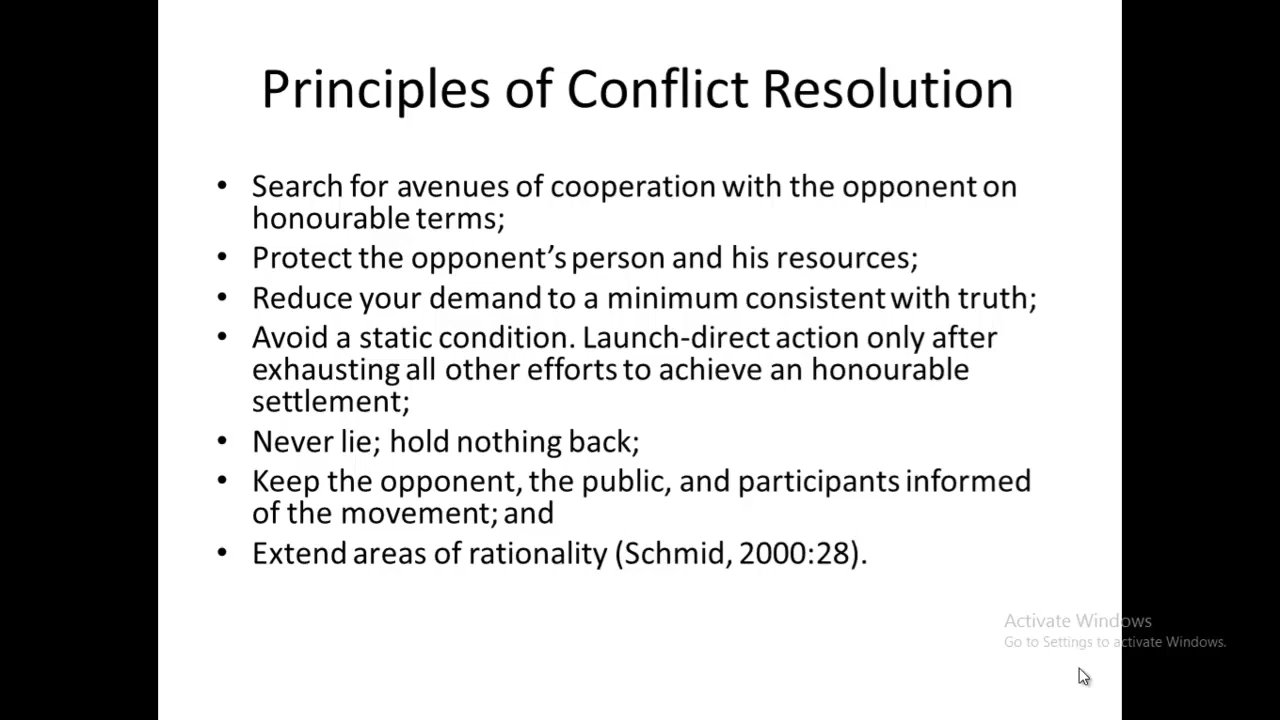 Principles of Conflict Resolution
• Search for avenues of cooperation with the opponent on
honourable terms;
• Protect the opponent's person and his resources;
• Reduce your demand to a minimum consistent with truth;
• Avoid a static condition. Launch-direct action only after
exhausting all other efforts to achieve an honourable
settlement;
• Never lie; hold nothing back;
• Keep the opponent, the public, and participants informed
of the movement; and
• Extend areas of rationality (Schmid, 2000:28).
Activate Windows
Go to Settings to activate Windows.